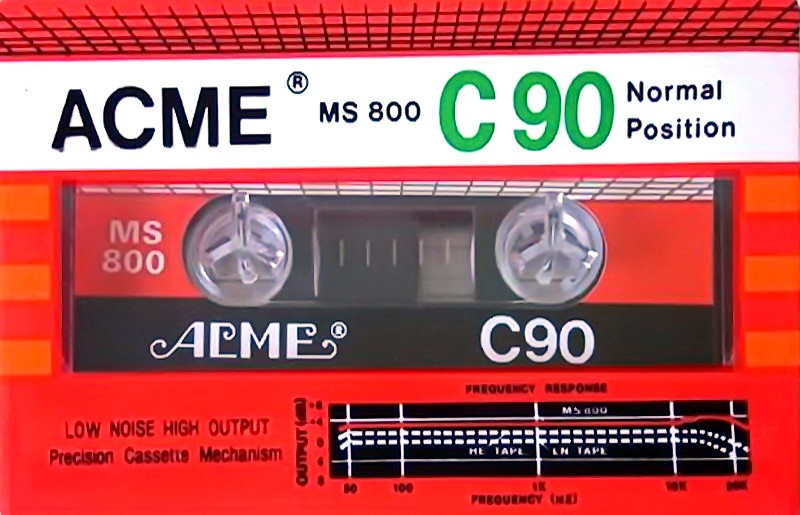 ACME® MS 800 C90 Normal
Position
MS
800
ACME® C90
FREQUENCY RESPONSE
LOW NOISE HIGH OUTPUT
Precision Cassette Mechanism
OUTPUT (dB)
MS 800
HE TAPE LN TAPE
50 100 1K 10K 20K
FREQUENCY (HZ)